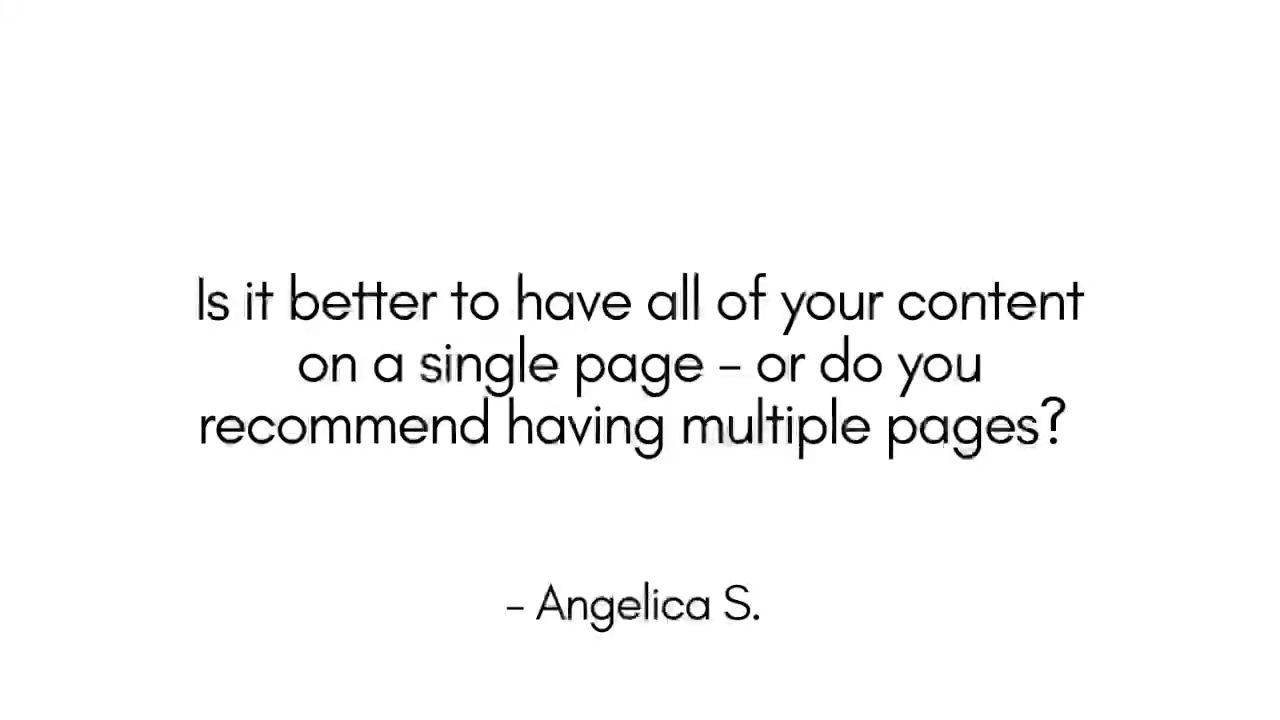 Is it better to have all of your content
on a single page - or do you
recommend having multiple pages?
- Angelica S.